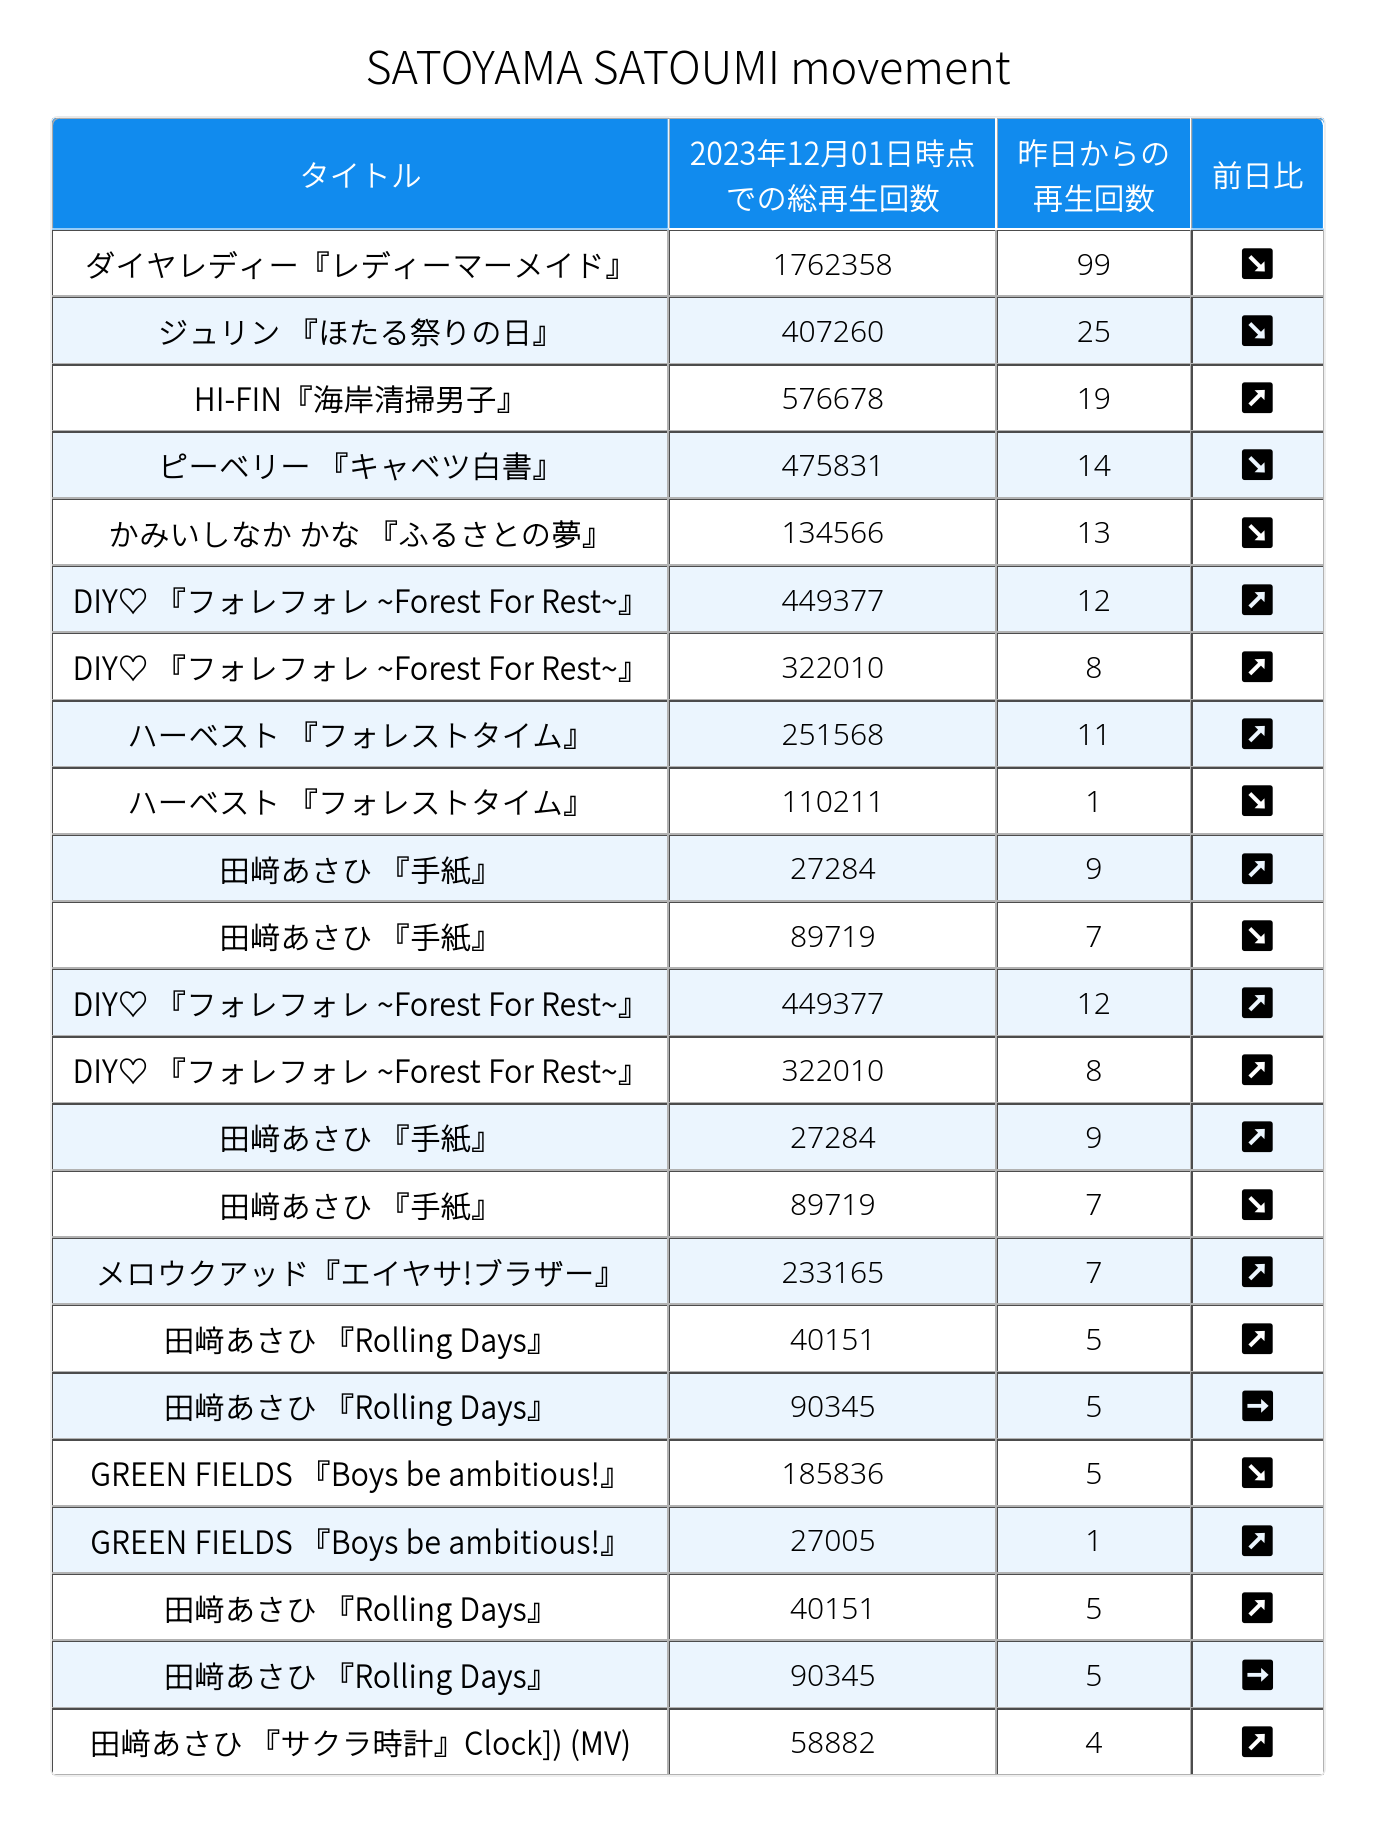 SATOYAMA SATOUMI movement
タイトル 2023年12月01日時点での総再生回数 昨日からの再生回数 前日比
ダイヤレディー『レディーマーメイド』 1762358 99 ↘
ジュリン 『ほたる祭りの日』 407260 25 ↘
HI-FIN『海岸清掃男子』 576678 19 ↗
ピーベリー 『キャベツ白書』 475831 14 ↘
かみいしなか かな 『ふるさとの夢』 134566 13 ↘
DIY♡ 『フォレフォレ ~Forest For Rest~』 449377 12 ↗
DIY♡ 『フォレフォレ ~Forest For Rest~』 322010 8 ↗
ハーベスト 『フォレストタイム』 251568 11 ↗
ハーベスト 『フォレストタイム』 110211 1 ↘
田﨑あさひ 『手紙』 27284 9 ↗
田﨑あさひ 『手紙』 89719 7 ↘
DIY♡ 『フォレフォレ ~Forest For Rest~』 449377 12 ↗
DIY♡ 『フォレフォレ ~Forest For Rest~』 322010 8 ↗
田﨑あさひ 『手紙』 27284 9 ↗
田﨑あさひ 『手紙』 89719 7 ↘
メロウクアッド『エイヤサ!ブラザー』 233165 7 ↗
田﨑あさひ 『Rolling Days』 40151 5 ↗
田﨑あさひ 『Rolling Days』 90345 5 →
GREEN FIELDS 『Boys be ambitious!』 185836 5 ↘
GREEN FIELDS 『Boys be ambitious!』 27005 1 ↗
田﨑あさひ 『Rolling Days』 40151 5 ↗
田﨑あさひ 『Rolling Days』 90345 5 →
田﨑あさひ 『サクラ時計』Clock]) (MV) 58882 4 ↗